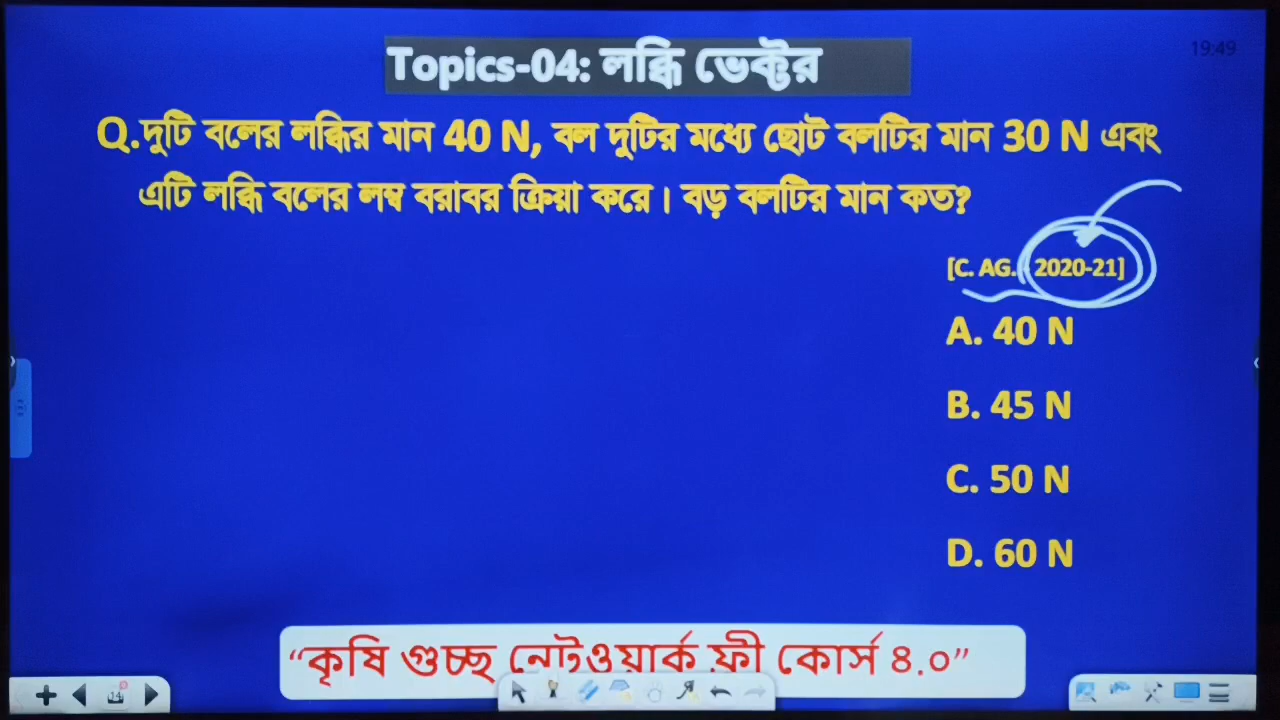 19:49
Topics-04: লব্ধি ভেক্টর
Q.দুটি বলের লব্ধির মান 40 N, বল দুটির মধ্যে ছোট বলটির মান 30 N এবং
এটি লব্ধি বলের লম্ব বরাবর ক্রিয়া করে। বড় বলটির মান কত?
[C. AG. 2020-21]
A. 40 N
B. 45 N
C. 50 N
D. 60 N
“কৃষি গুচ্ছ নেটওয়ার্ক ফ্রী কোর্স ৪.০”
14